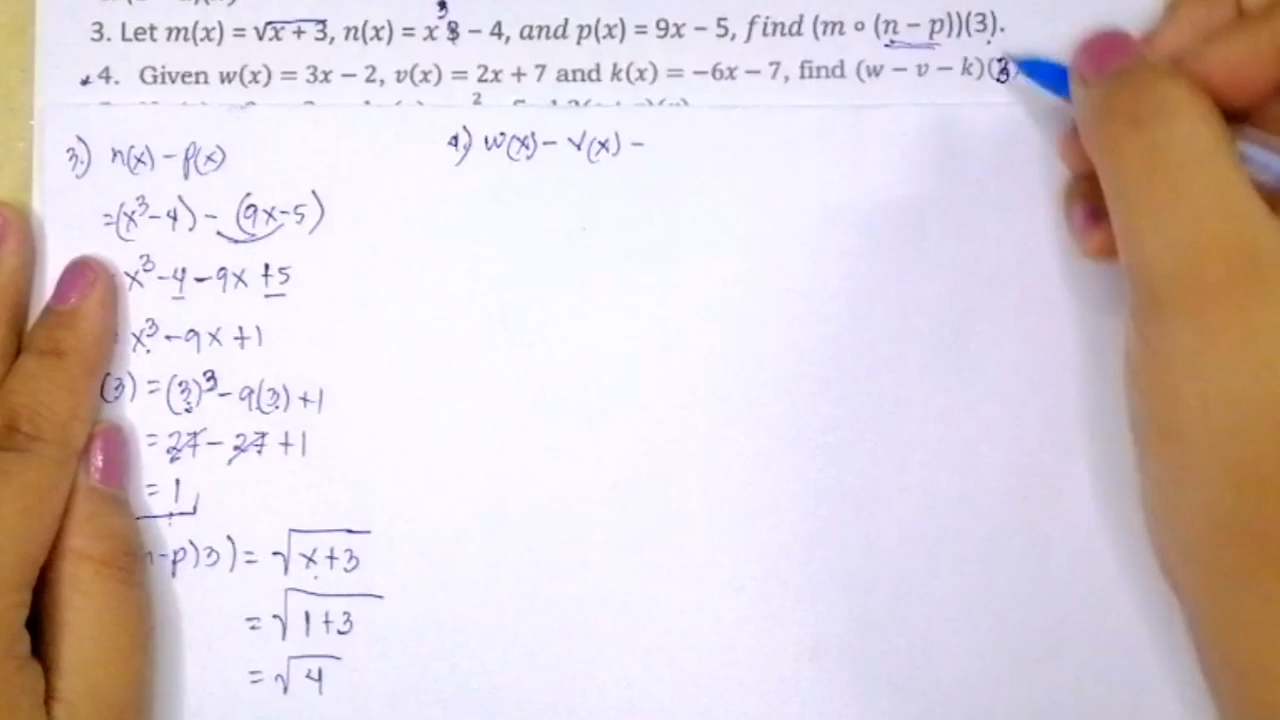 3. Let m(x) = √x + 3, n(x) = x³ − 4, and p(x) = 9x − 5, find (m ∘ (n − p))(3).
4. Given w(x) = 3x − 2, v(x) = 2x + 7 and k(x) = −6x − 7, find (w − v − k)(3
3.) n(x) − p(x)
= (x³ − 4) − (9x − 5)
x³ − 4 − 9x + 5
x³ − 9x + 1
(3) = (3)³ − 9(3) + 1
= 27 − 27 + 1
= 1
−p)3) = √x+3
= √1+3
= √4
4.) w(x) − v(x) −